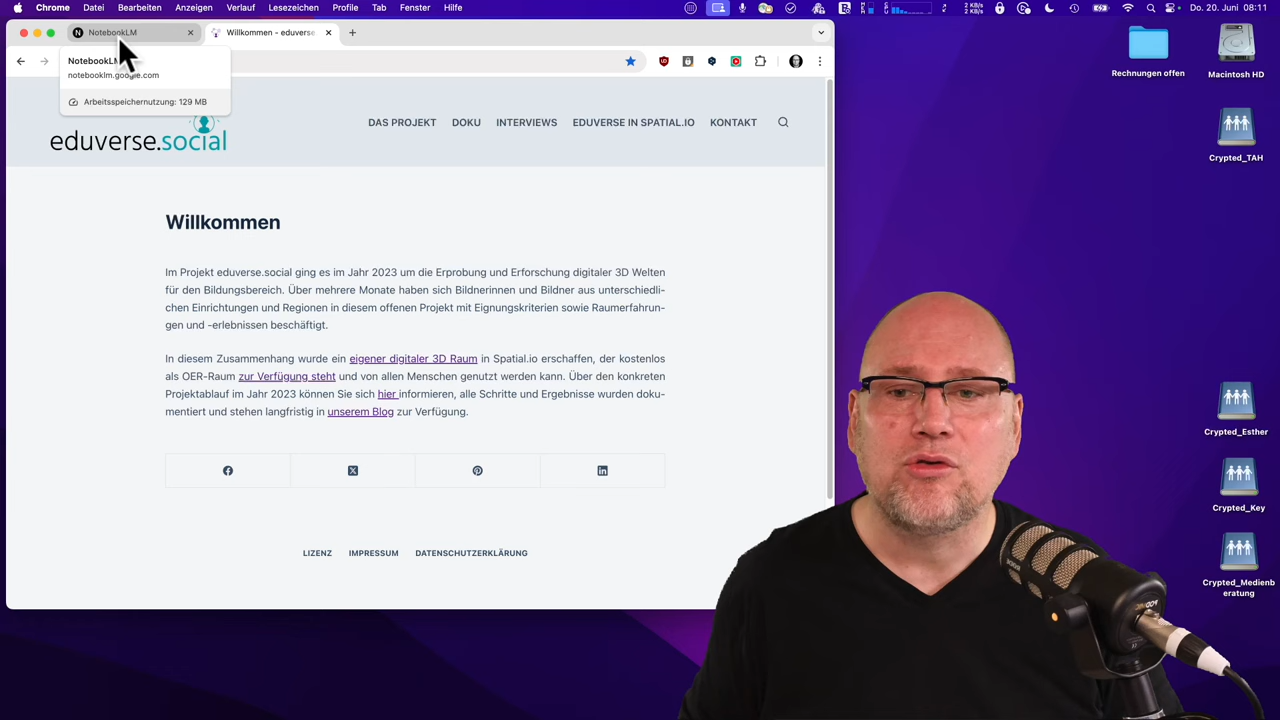 Chrome Datei Bearbeiten Anzeigen Verlauf Lesezeichen Profile Tab Fenster Hilfe
2 KB/s
2 KB/s
Do. 20. Juni 08:11
NotebookLM
Willkommen - eduverse
NotebookLM
notebooklm.google.com
Arbeitsspeichernutzung: 129 MB
eduverse.social
DAS PROJEKT DOKU INTERVIEWS EDUVERSE IN SPATIAL.IO KONTAKT
Willkommen
Im Projekt eduverse.social ging es im Jahr 2023 um die Erprobung und Erforschung digitaler 3D Welten
für den Bildungsbereich. Über mehrere Monate haben sich Bildnerinnen und Bildner aus unterschiedli-
chen Einrichtungen und Regionen in diesem offenen Projekt mit Eignungskriterien sowie Raumerfahrun-
gen und -erlebnissen beschäftigt.
In diesem Zusammenhang wurde ein eigener digitaler 3D Raum in Spatial.io erschaffen, der kostenlos
als OER-Raum zur Verfügung steht und von allen Menschen genutzt werden kann. Über den konkreten
Projektablauf im Jahr 2023 können Sie sich hier informieren, alle Schritte und Ergebnisse wurden doku-
mentiert und stehen langfristig in unserem Blog zur Verfügung.
LIZENZ IMPRESSUM DATENSCHUTZERKLÄRUNG
Rechnungen offen
Macintosh HD
Crypted_TAH
Crypted_Esther
Crypted_Key
Crypted_Medienb
eratung